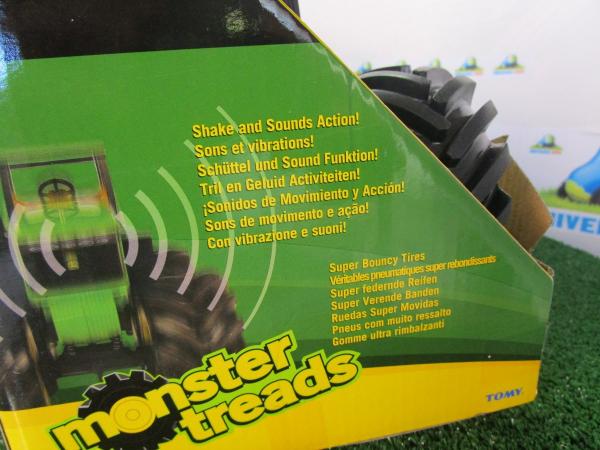 Shake and Sounds Action!
Sons et vibrations!
Schüttel und Sound Funktion!
Tril en Geluid Activiteiten!
¡Sonidos de Movimiento y Acción!
Sons de movimento e ação!
Con vibrazione e suoni!
Super Bouncy Tires
Véritables pneumatiques super rebondissants
Super federnde Reifen
Super Verende Banden
Ruedas Super Movidas
Pneus com muito ressalto
Gomme ultra rimbalzanti
monster
treads
TOMY